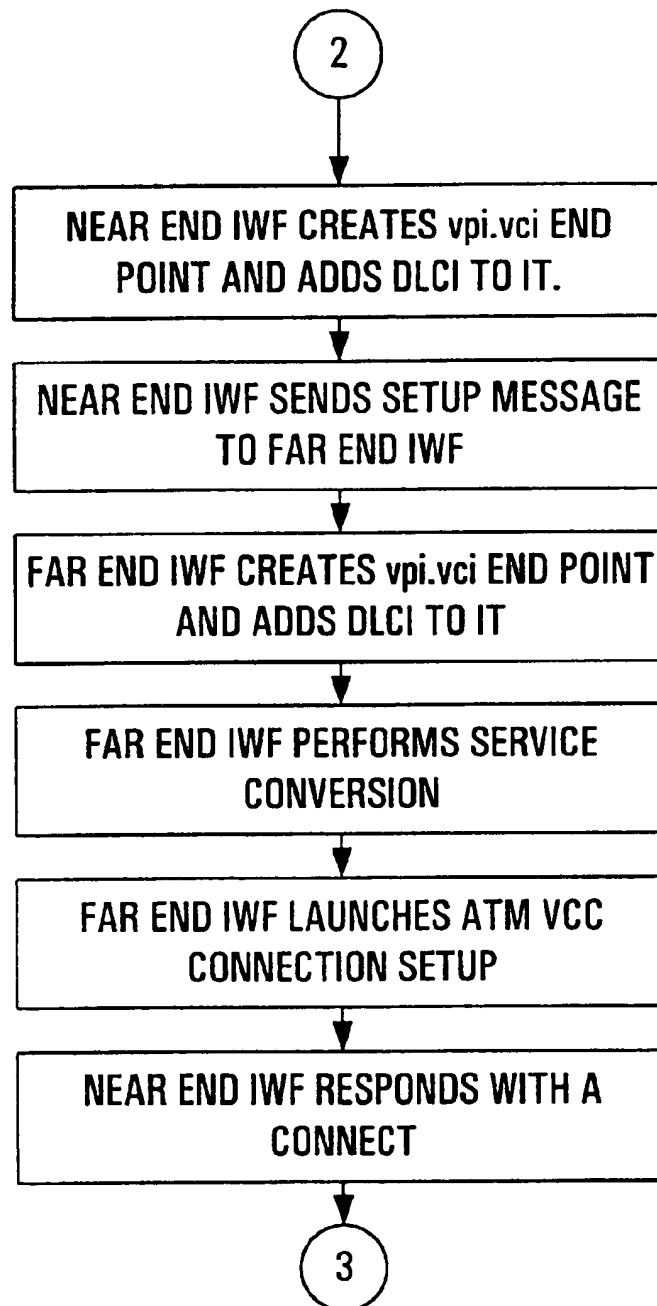 2
NEAR END IWF CREATES vpi.vci END
POINT AND ADDS DLCI TO IT.
NEAR END IWF SENDS SETUP MESSAGE
TO FAR END IWF
FAR END IWF CREATES vpi.vci END POINT
AND ADDS DLCI TO IT
FAR END IWF PERFORMS SERVICE
CONVERSION
FAR END IWF LAUNCHES ATM VCC
CONNECTION SETUP
NEAR END IWF RESPONDS WITH A
CONNECT
3